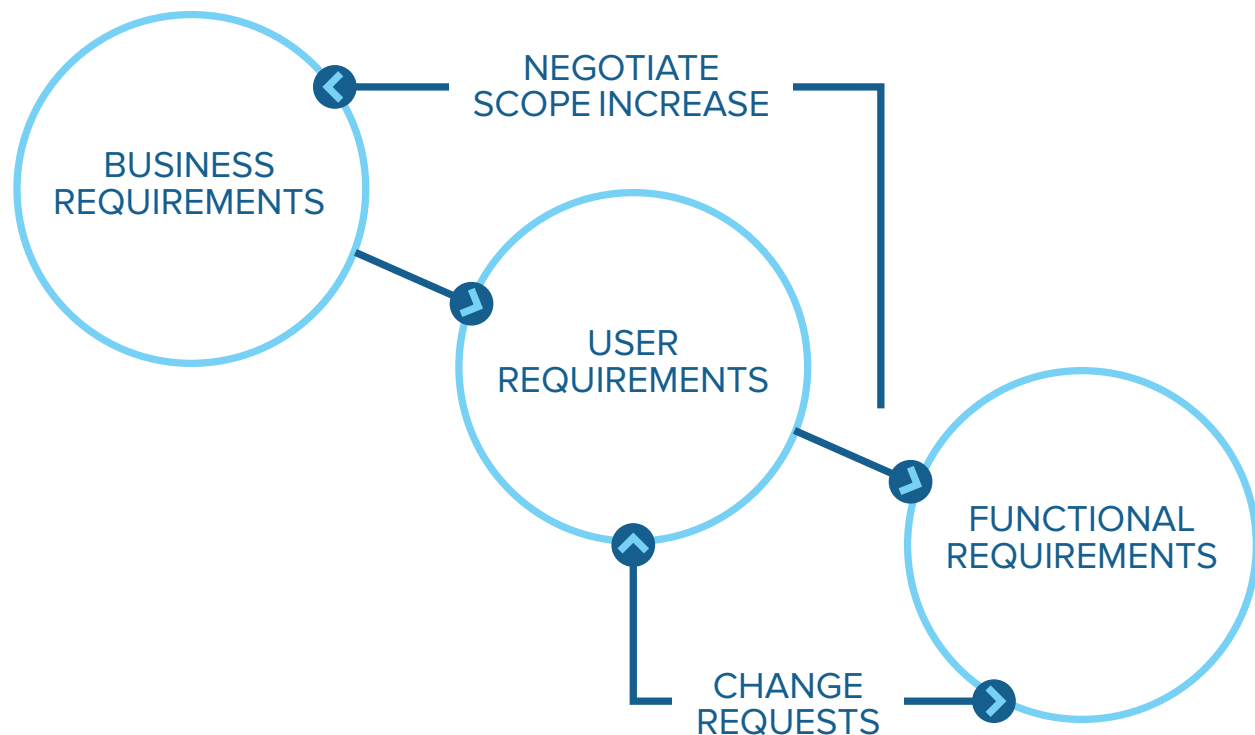 NEGOTIATE
SCOPE INCREASE
BUSINESS
REQUIREMENTS
USER
REQUIREMENTS
FUNCTIONAL
REQUIREMENTS
CHANGE
REQUESTS